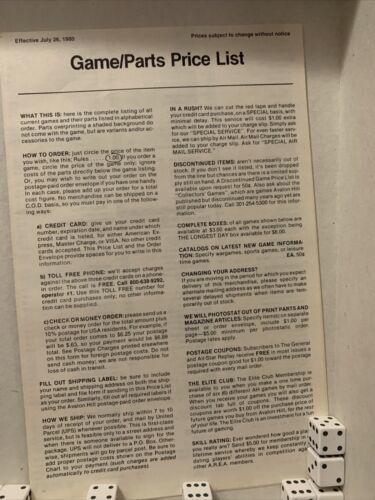 Effective July 26, 1980
Prices subject to change without notice
Game/Parts Price List
WHAT THIS IS: here is the complete listing of all
current games and their parts listed in alphabetical
order. Parts overprinting a shaded background do
not come with the game, but are variants and/or ac-
cessories to the game.
HOW TO ORDER: just circle the price of the item
you wish, like this; Rules 1.00 If you order a
game, circle the price of the game only; ignore
costs of the parts directly below the game listing.
Or, you may wish to write out your order on the
postage-paid order envelope if you have one handy.
In each case, please add up your order for a total
cost figure. No merchandise can be shipped on a
C.O.D. basis, so you must pay in one of the follow-
ing ways:
a) CREDIT CARD: give us your credit card
number, expiration date, and name under which
credit card is listed, for either American Ex-
press, Master Charge, or VISA. No other credit
cards accepted. This Price List and the Order
Envelope provide spaces for you to write in this
information.
b) TOLL FREE PHONE: we'll accept charges
against the above three credit cards on a phone-
in order. The call is FREE. Call 800-638-9292,
operator #1. Use this TOLL FREE number for
credit card purchases only; no other informa-
tion can be supplied.
c) CHECK OR MONEY ORDER: please send us a
check or money order for the total amount plus
10% postage for USA residents. For example, if
your total order comes to $6.25 your postage
will be $.63, so your payment would be $6.88
total. See Postage Charges printed elsewhere
on this form for foreign postage costs. Do not
send cash money; we are not responsible for
loss of cash in transit.
FILL OUT SHIPPING LABEL: be sure to include
your name and shipping address on both the ship-
ping label and file form if you send in this Price List
as your order. Similarly, fill out all required labels if
using the Avalon Hill postage paid order envelope.
HOW WE SHIP: We normally ship within 7 to 10
days of receipt of your order, and mail by United
Parcel (UPS) whenever possible. This is first-class
service, but is feasible only to a street address and
when there is someone available to sign for the
package. UPS will not deliver to a P.O. Box. Other-
wise, shipments will go by parcel post. Be sure to
add proper postage costs shown on the Postage
Chart to your payment (such charges are added
automatically to credit card purchases).
IN A RUSH? We can cut the red tape and handle
your credit card purchase, on a SPECIAL basis, with
minimal delay. This service will cost $1.00 extra
which will be added to your charge slip. Simply ask
for our "SPECIAL SERVICE". For even faster serv-
ice, we can ship by Air Mail. Air Mail Charges will be
added to your charge slip. Ask for "SPECIAL AIR
MAIL SERVICE."
DISCONTINUED ITEMS: aren't necessarily out of
stock. If you don't see it listed, it's been dropped
from the line but chances are there is a limited sup-
ply still on hand. A Discontinued Game Price List is
available upon request for 50¢. Also ask about the
"Collectors" Games", which are games Avalon Hill
published but discontinued many years ago yet are
still popular today. Call 301-254-5300 for this infor-
mation.
COMPLETE BOXES: of all games shown below are
available at $3.00 each with the exception being
THE LONGEST DAY box available for $8.00.
CATALOGS ON LATEST NEW GAME INFORMA-
TION: Specify wargames, sports games, or leisure
time games. EA. 50¢
CHANGING YOUR ADDRESS?
If you are moving in the period for which you expect
delivery of this merchandise, please specify an
alternate mailing address as we often have to make
several delayed shipments when items are tem-
porarily out of stock.
WE WILL PHOTOSTAT OUT OF PRINT PARTS AND
MAGAZINE ARTICLES: Specify item(s) on separate
sheet or order envelope, include $1.00 per
page—$5.00 minimum per photostatic order.
Postage rates apply.
POSTAGE COUPONS: Subscribers to The General
and All-Star Replay receive FREE in most issues a
postage coupon good for $1.00 toward the postage
required with every mail order.
THE ELITE CLUB: The Elite Club Membership is
available to you when you make a one time pur-
chase of six (6) different AH games by mail order.
When you receive your games you will also get a
discount tab full of coupons. These discount
coupons are worth $1.00 off the purchase price of
future games you buy from Avalon Hill, for the rest
of your life. The Elite Club is an investment for a life
of future of gaming.
SKILL RATING: Ever wondered how good a player
you really are? Send $5.00 for membership in
lifetime service whereby we keep constantly up-
dating players' abilities in competition against
other A.R.E.A. members.